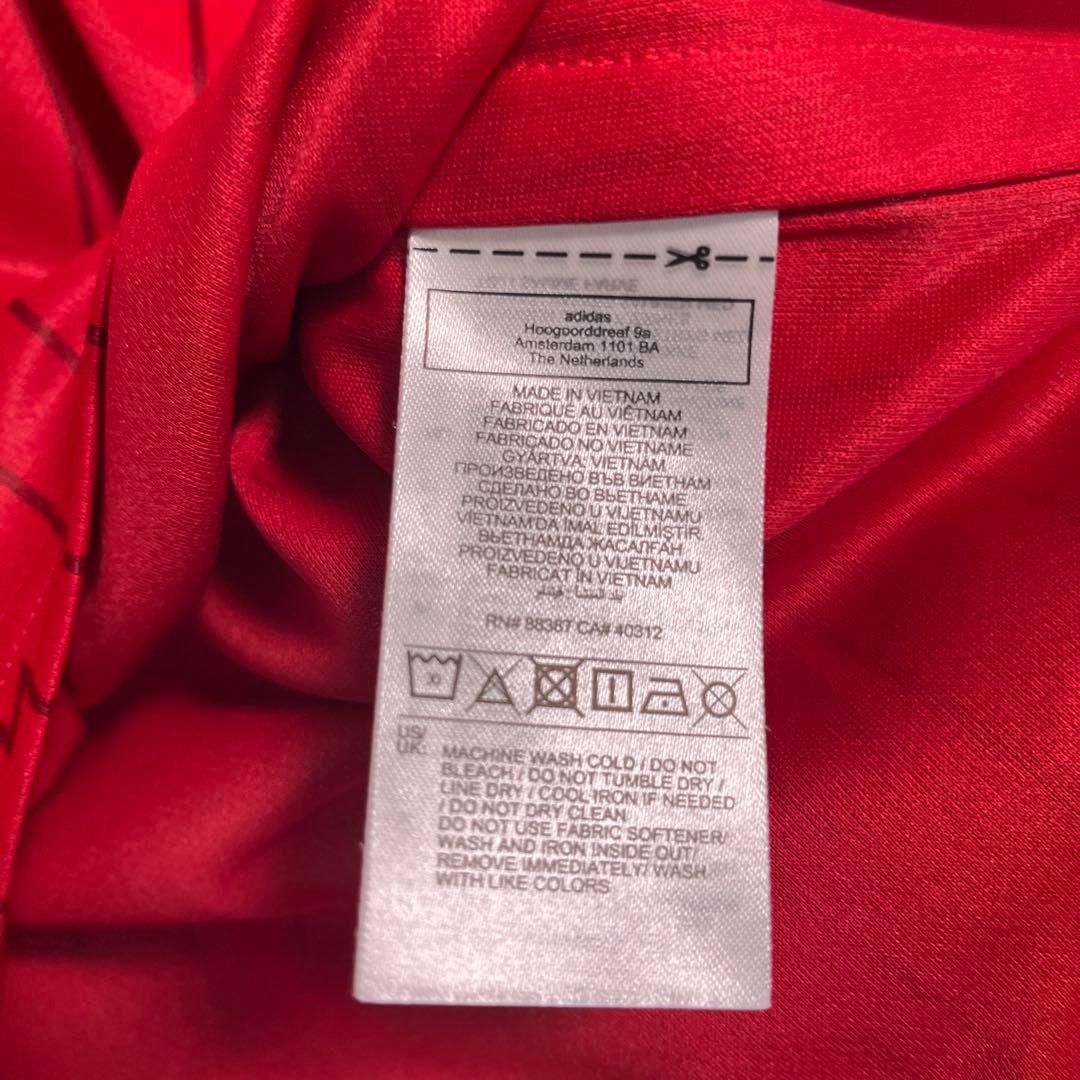 adidas
Hoogoorddreef 9a
Amsterdam 1101 BA
The Netherlands
MADE IN VIETNAM
FABRIQUÉ AU VIÊTNAM
FABRICADO EN VIETNAM
FABRICADO NO VIETNAME
GYÁRTVA: VIETNÁM
ПРОИЗВЕДЕНО ВЪВ ВИЕТНАМ
СДЕЛАНО ВО ВЬЕТНАМЕ
PROIZVEDENO U VIJETNAMU
VIETNAM'DA İMAL EDİLMİŞTİR
ВЬЕТНАМДА ЖАСАЛҒАН
PROIZVEDENO U VIJETNAMU
FABRICAT ÎN VIETNAM
RN# 88387 CA# 40312
US/
UK:
MACHINE WASH COLD / DO NOT
BLEACH / DO NOT TUMBLE DRY /
LINE DRY / COOL IRON IF NEEDED
/ DO NOT DRY CLEAN
DO NOT USE FABRIC SOFTENER/
WASH AND IRON INSIDE OUT/
REMOVE IMMEDIATELY/ WASH
WITH LIKE COLORS